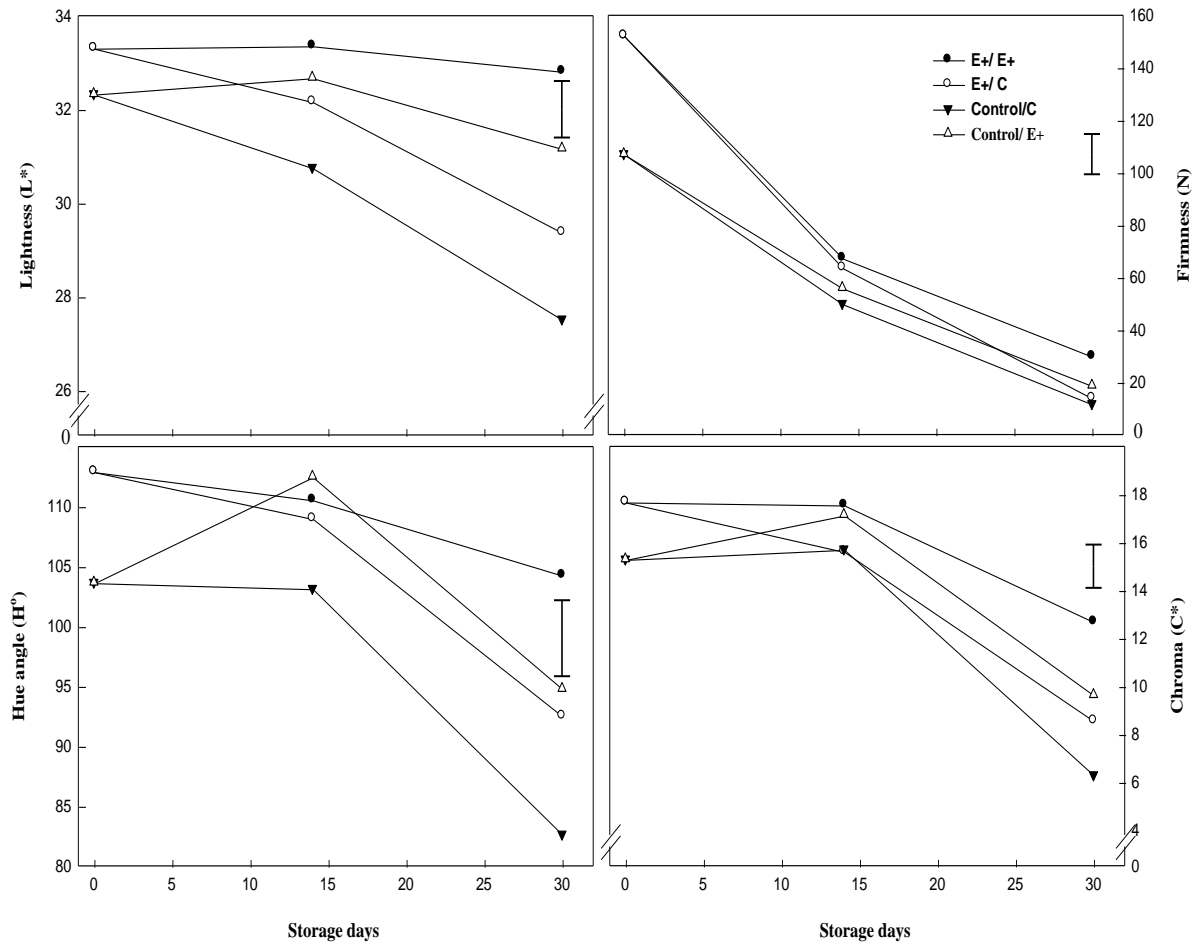 34
32
30
28
26
0
Lightness (L*)
160
140
120
100
80
60
40
20
0
Firmness (N)
E+/ E+
E+/ C
Control/C
Control/ E+
110
105
100
95
90
85
80
Hue angle (Hº)
18
16
14
12
10
8
6
4
0
Chroma (C*)
0 5 10 15 20 25 30
0 5 10 15 20 25 30
Storage days
Storage days